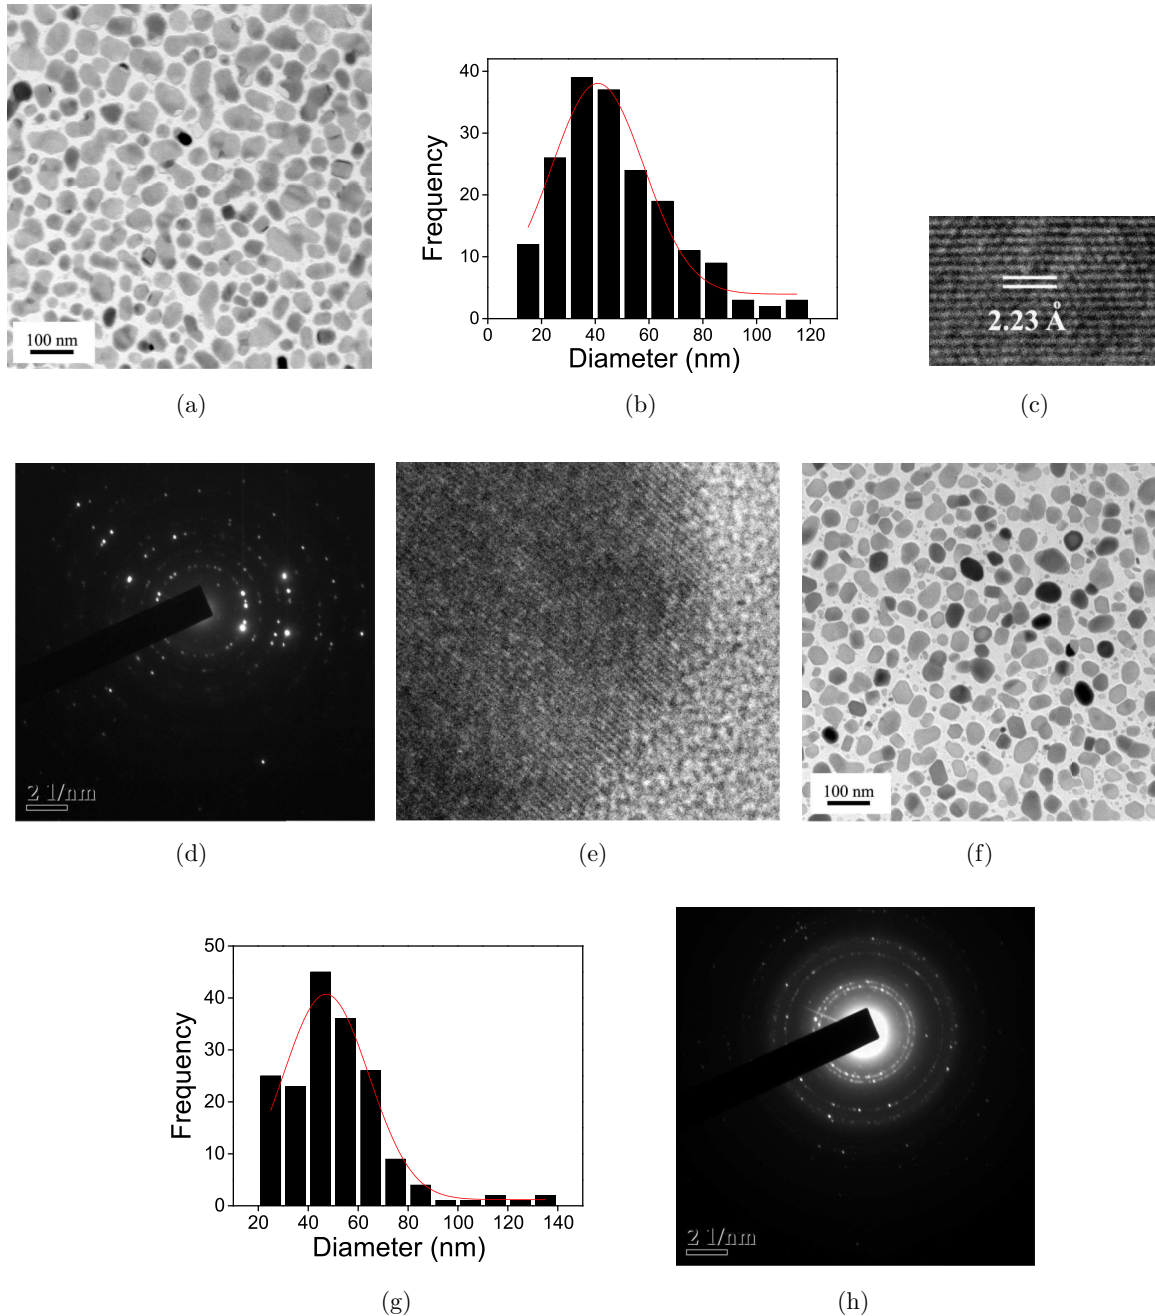 100 nm
Frequency
40
30
20
10
0
0 20 40 60 80 100 120
Diameter (nm)
2.23 Å
(a)
(b)
(c)
2 1/nm
100 nm
(d)
(e)
(f)
Frequency
50
40
30
20
10
0
20 40 60 80 100 120 140
Diameter (nm)
2 1/nm
(g)
(h)